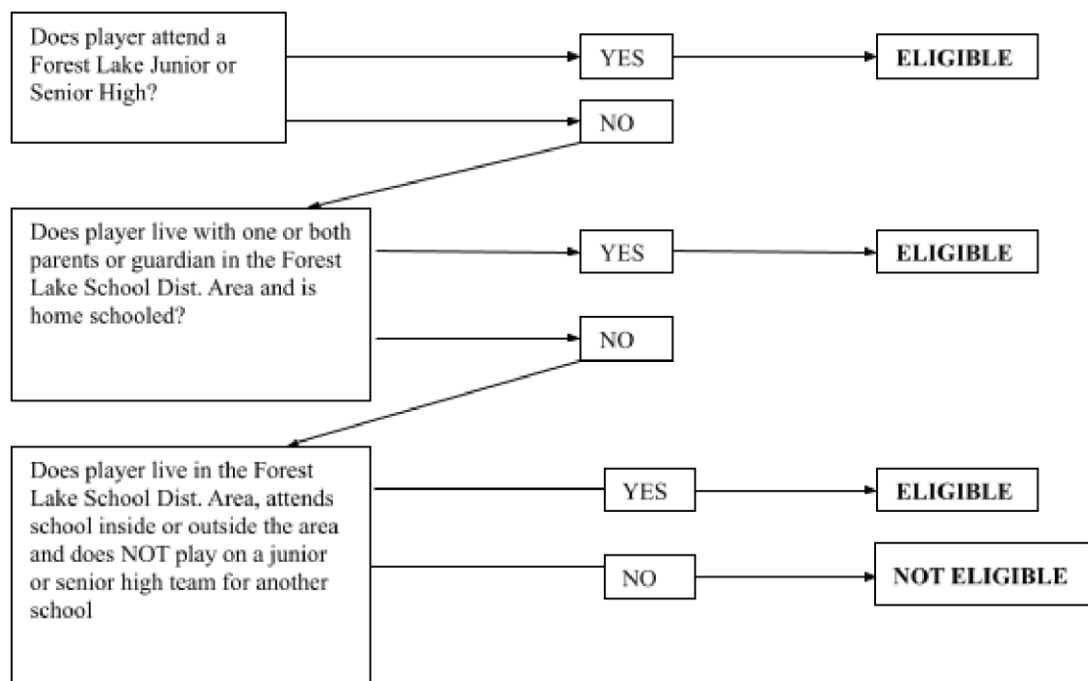 Does player attend a
Forest Lake Junior or
Senior High?
YES
ELIGIBLE
NO
Does player live with one or both
parents or guardian in the Forest
Lake School Dist. Area and is
home schooled?
YES
ELIGIBLE
NO
Does player live in the Forest
Lake School Dist. Area, attends
school inside or outside the area
and does NOT play on a junior
or senior high team for another
school
YES
ELIGIBLE
NO
NOT ELIGIBLE